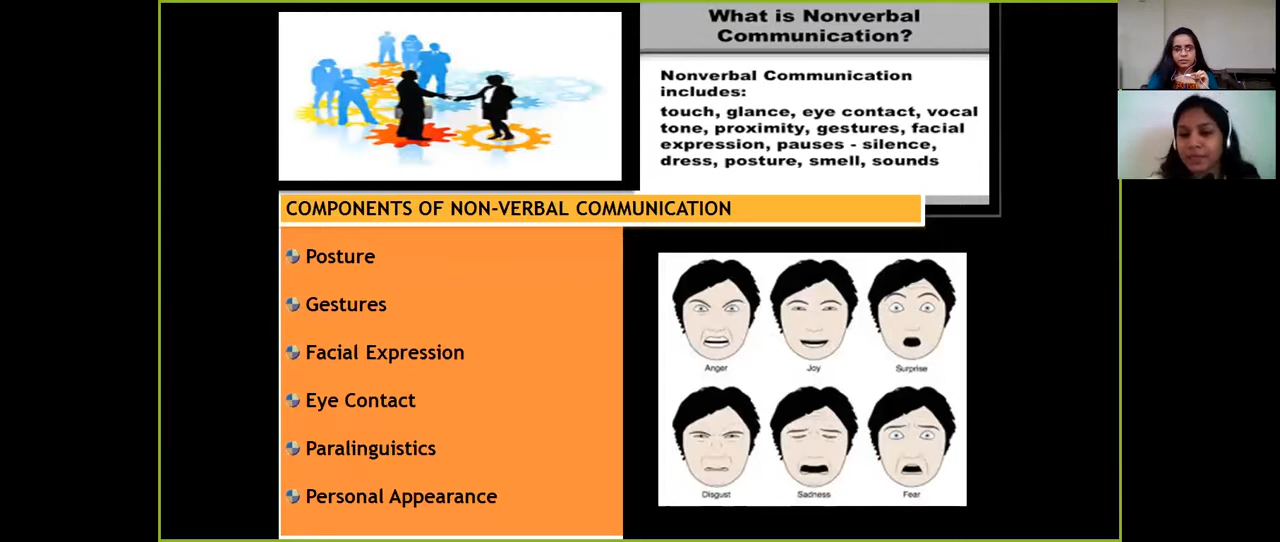 What is Nonverbal
Communication?
Nonverbal Communication
includes:
touch, glance, eye contact, vocal
tone, proximity, gestures, facial
expression, pauses - silence,
dress, posture, smell, sounds
COMPONENTS OF NON-VERBAL COMMUNICATION
Posture
Gestures
Facial Expression
Eye Contact
Paralinguistics
Personal Appearance
Anger
Joy
Surprise
Disgust
Sadness
Fear